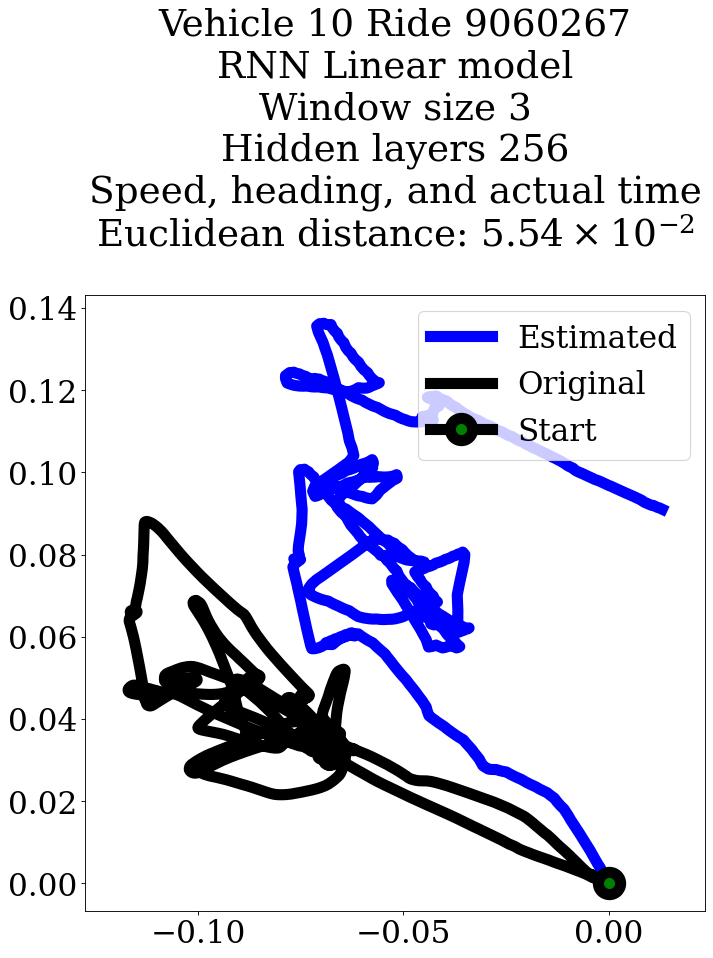 Vehicle 10 Ride 9060267
RNN Linear model
Window size 3
Hidden layers 256
Speed, heading, and actual time
Euclidean distance: 5.54 × 10⁻²
0.14
0.12
0.10
0.08
0.06
0.04
0.02
0.00
Estimated
Original
Start
−0.10
−0.05
0.00